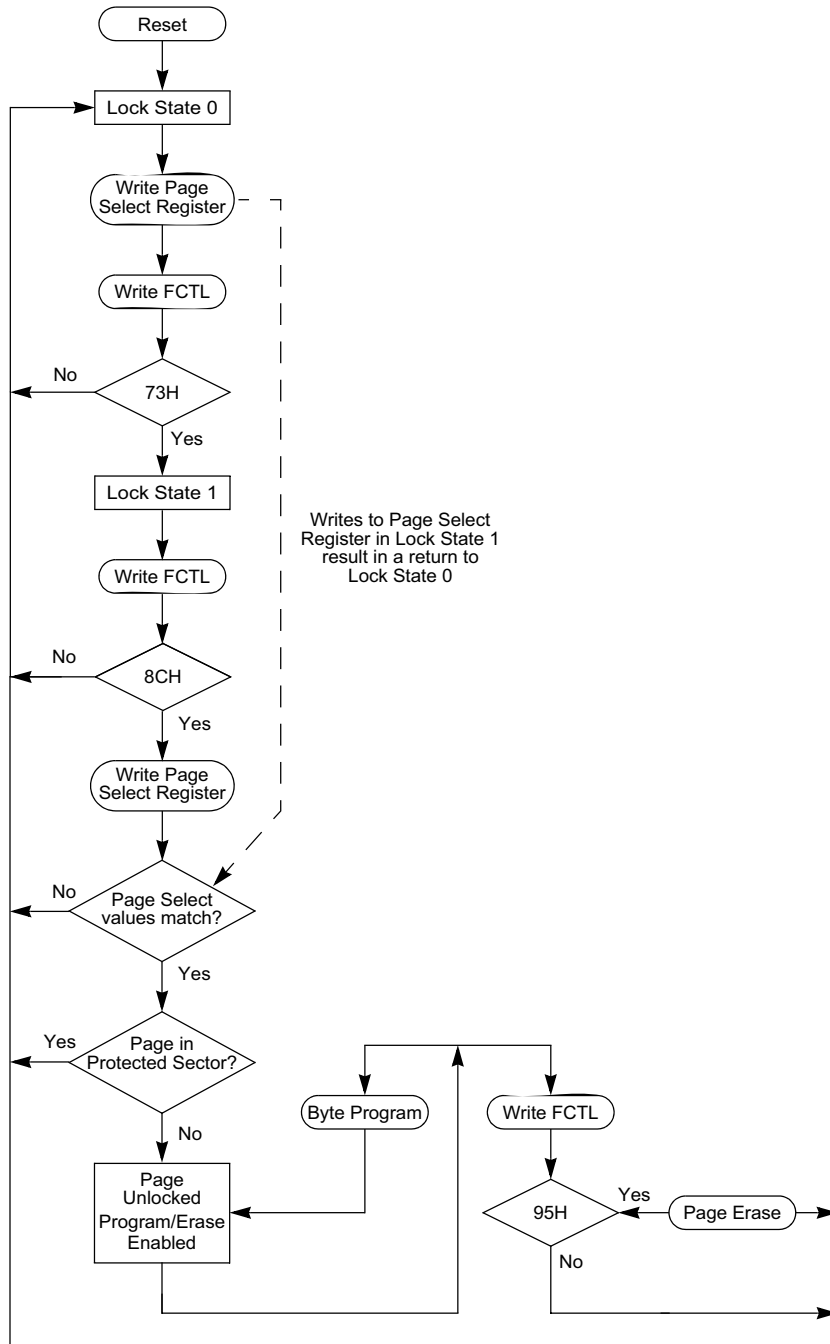 Reset
Lock State 0
Write Page
Select Register
Write FCTL
No
73H
Yes
Lock State 1
Writes to Page Select
Register in Lock State 1
result in a return to
Lock State 0
Write FCTL
No
8CH
Yes
Write Page
Select Register
No
Page Select
values match?
Yes
Yes
Page in
Protected Sector?
No
Byte Program
Write FCTL
Page
Unlocked
Program/Erase
Enabled
95H
Yes
Page Erase
No